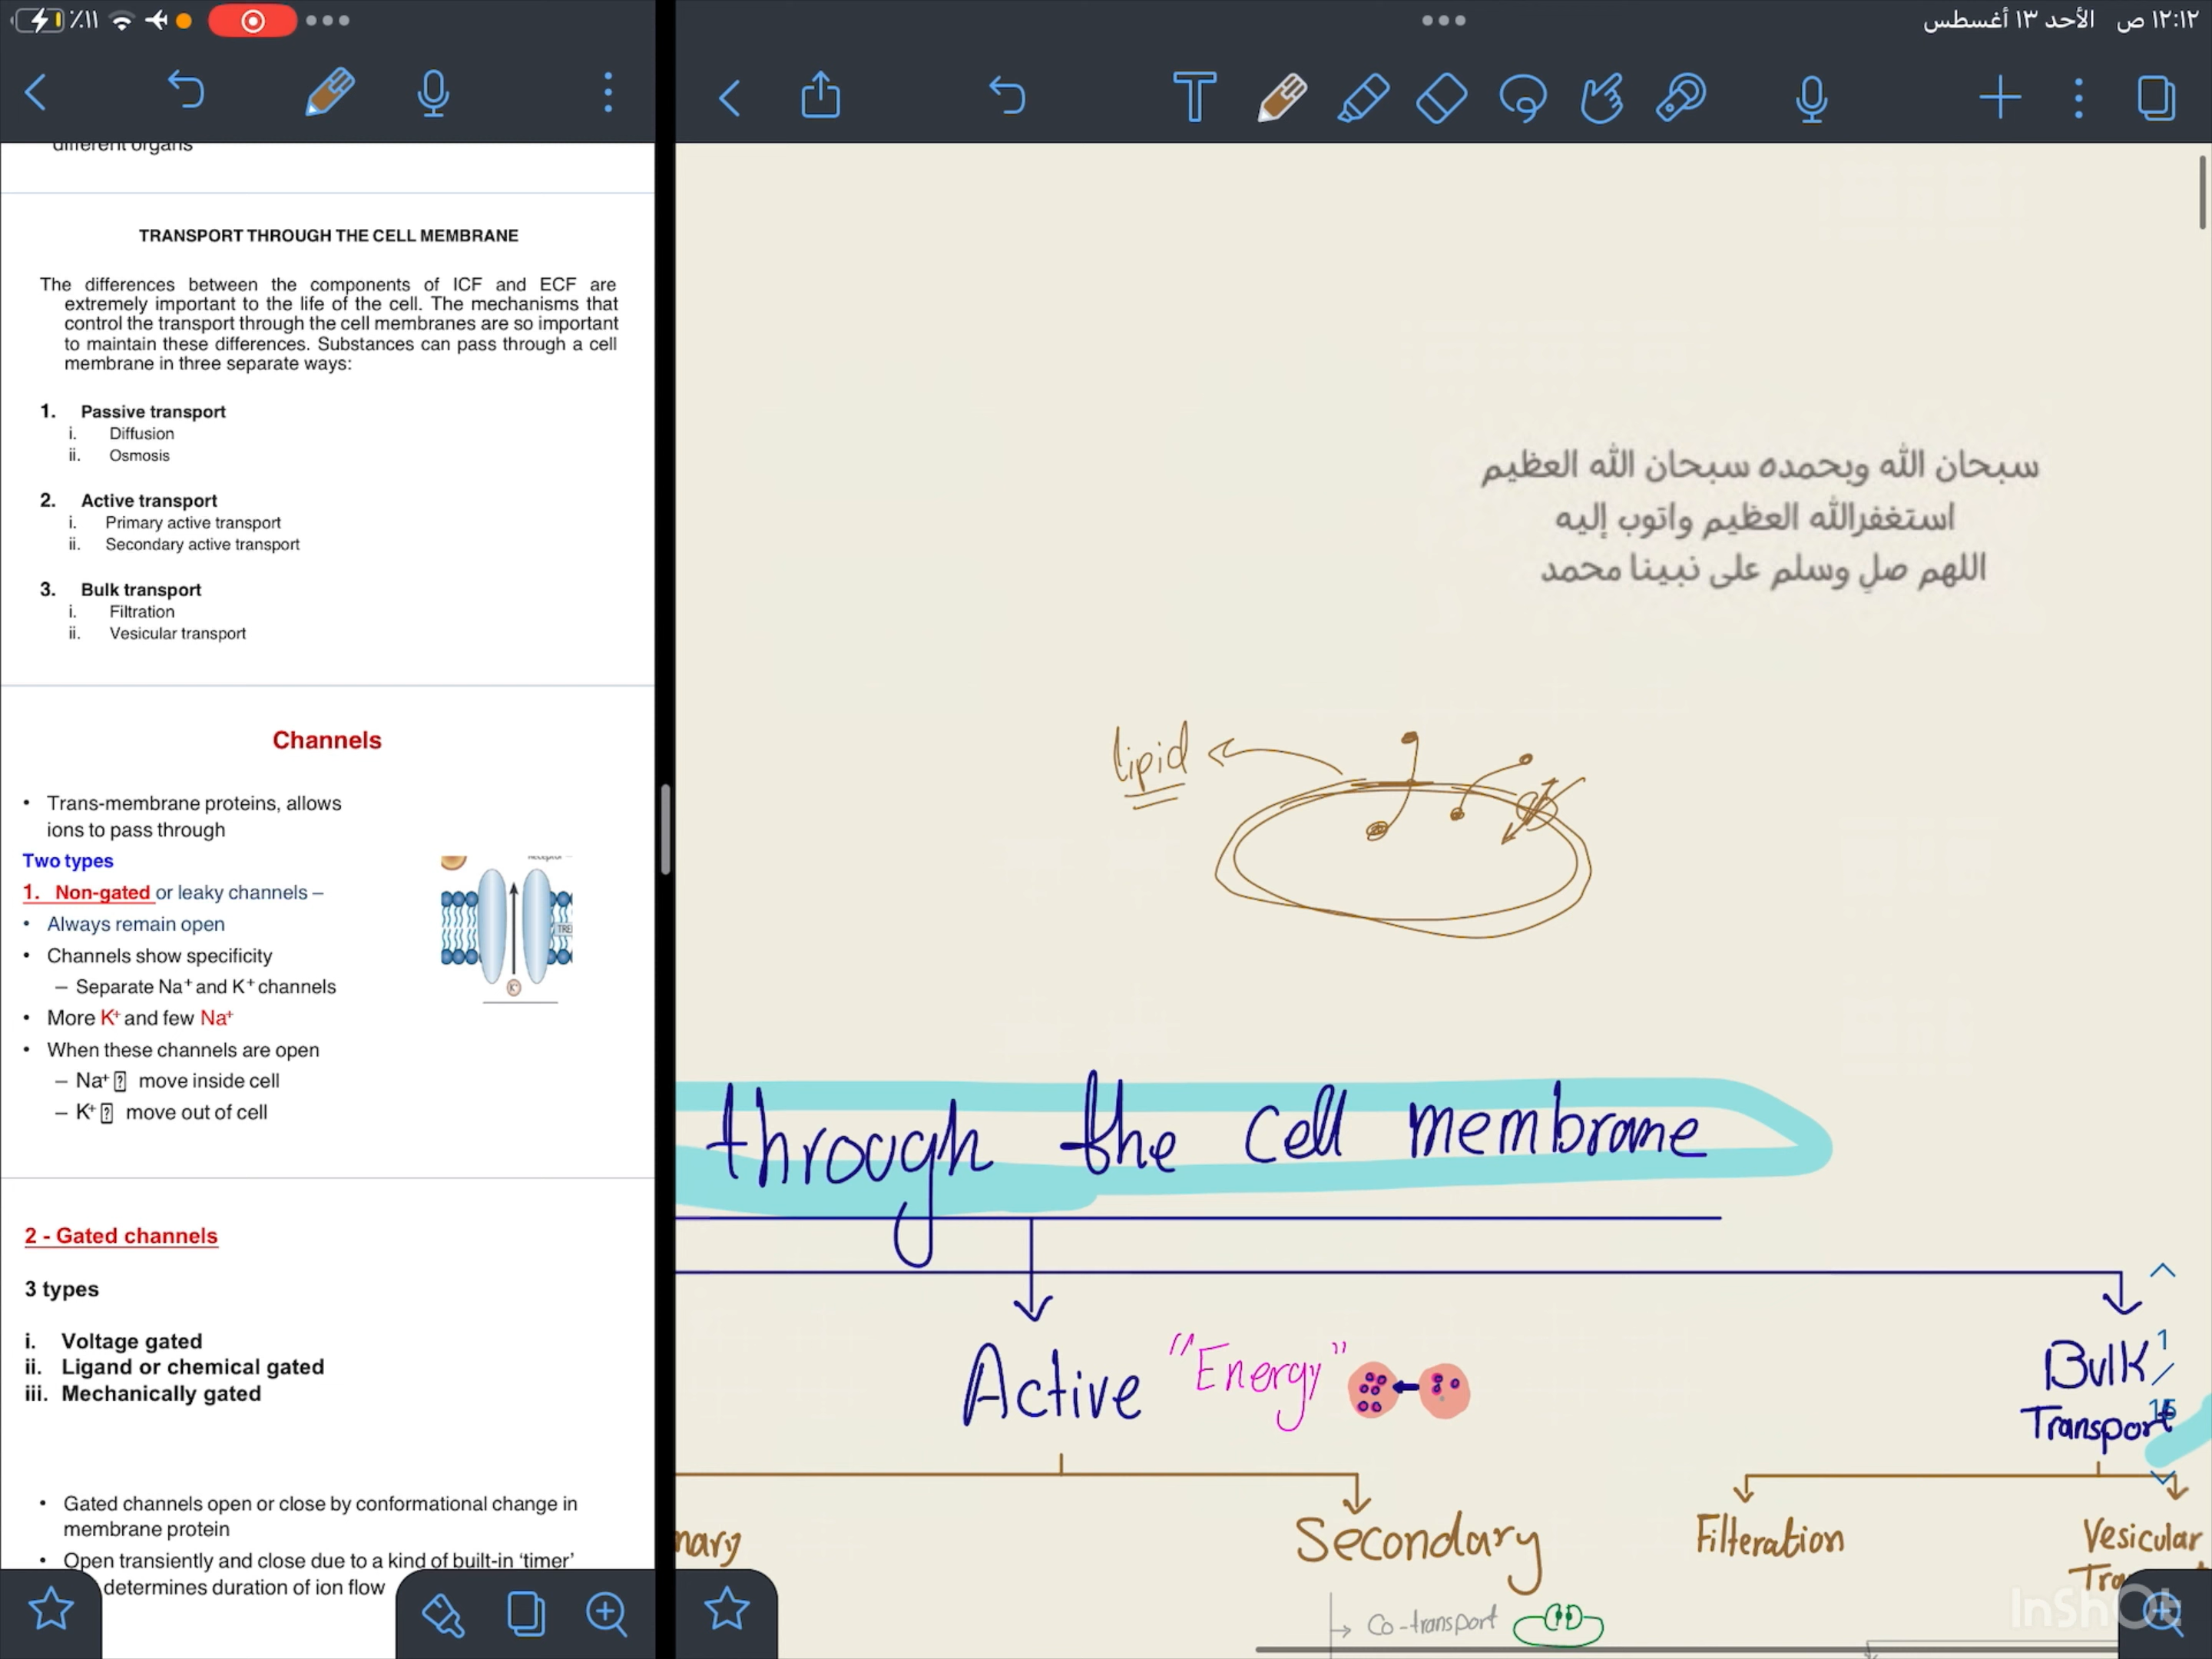 ٪١١
١٢:١٢ ص الأحد ١٣ أغسطس
different organs
TRANSPORT THROUGH THE CELL MEMBRANE
The differences between the components of ICF and ECF are
extremely important to the life of the cell. The mechanisms that
control the transport through the cell membranes are so important
to maintain these differences. Substances can pass through a cell
membrane in three separate ways:
1. Passive transport
i. Diffusion
ii. Osmosis
2. Active transport
i. Primary active transport
ii. Secondary active transport
3. Bulk transport
i. Filtration
ii. Vesicular transport
Channels
• Trans-membrane proteins, allows
ions to pass through
Two types
1. Non-gated or leaky channels –
• Always remain open
• Channels show specificity
– Separate Na⁺ and K⁺ channels
• More K⁺ and few Na⁺
• When these channels are open
– Na⁺ move inside cell
– K⁺ move out of cell
2 - Gated channels
3 types
i. Voltage gated
ii. Ligand or chemical gated
iii. Mechanically gated
• Gated channels open or close by conformational change in
membrane protein
• Open transiently and close due to a kind of built-in ‘timer’
determines duration of ion flow
سبحان الله وبحمده سبحان الله العظيم
استغفرالله العظيم واتوب إليه
اللهم صلِ وسلم على نبينا محمد
lipid
through the cell membrane
Active "Energy"
Bulk
Transport
1
/
15
Secondary
Filteration
Vesicular
Co-transport
InShOt